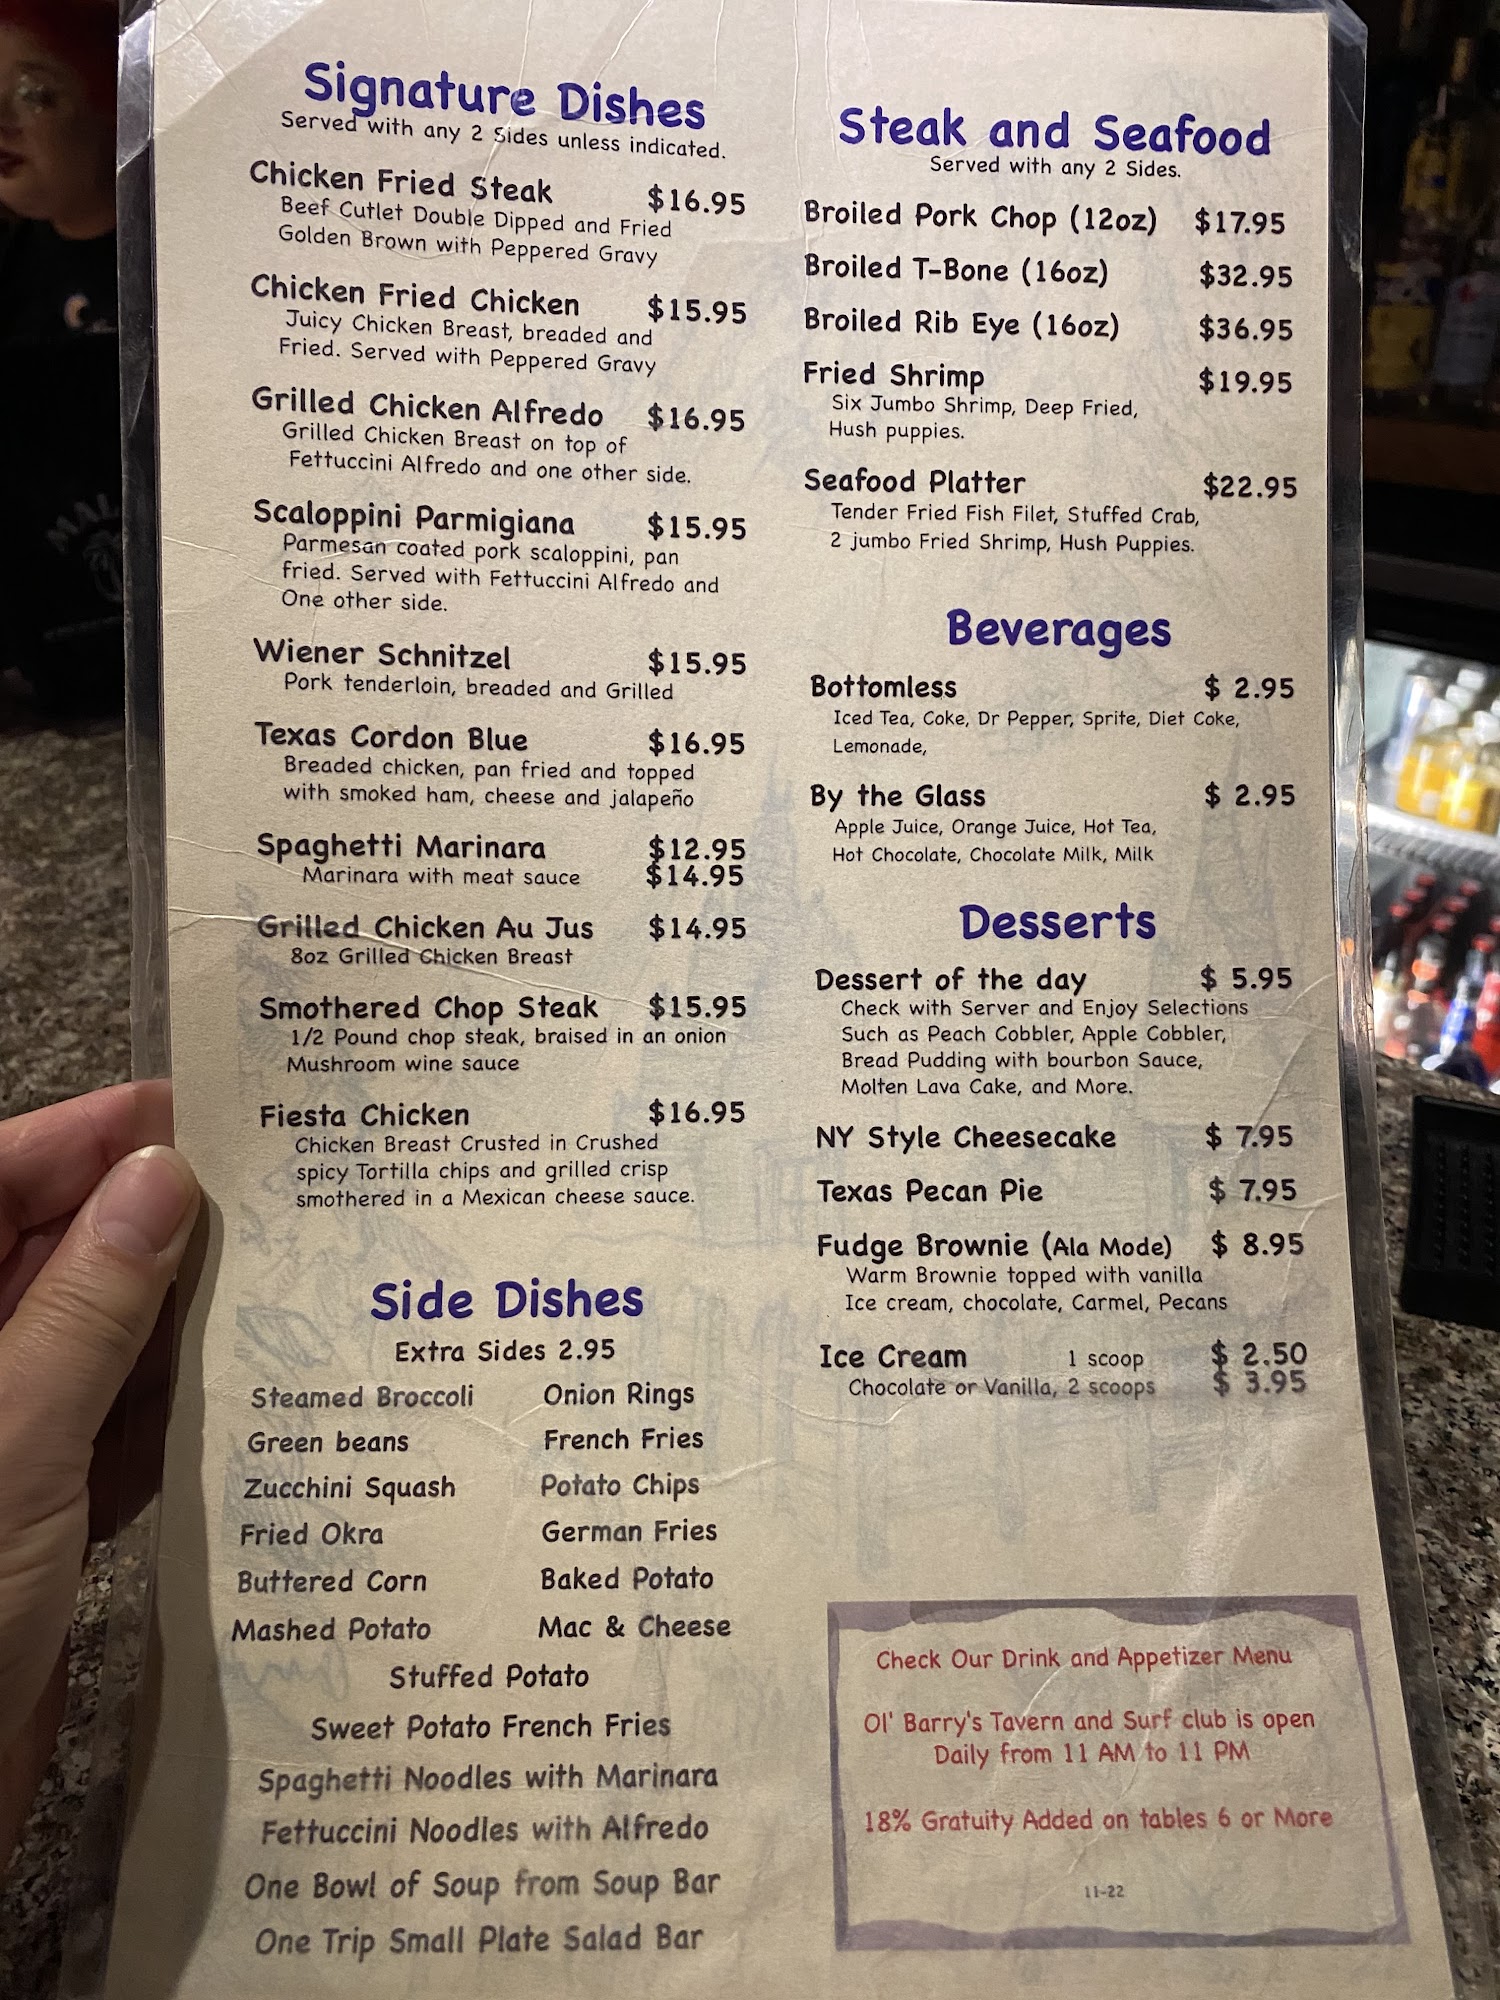 Signature Dishes
Served with any 2 Sides unless indicated.
Chicken Fried Steak $16.95
Beef Cutlet Double Dipped and Fried
Golden Brown with Peppered Gravy
Chicken Fried Chicken $15.95
Juicy Chicken Breast, breaded and
Fried. Served with Peppered Gravy
Grilled Chicken Alfredo $16.95
Grilled Chicken Breast on top of
Fettuccini Alfredo and one other side.
Scaloppini Parmigiana $15.95
Parmesan coated pork scaloppini, pan
fried. Served with Fettuccini Alfredo and
One other side.
Wiener Schnitzel $15.95
Pork tenderloin, breaded and Grilled
Texas Cordon Blue $16.95
Breaded chicken, pan fried and topped
with smoked ham, cheese and jalapeño
Spaghetti Marinara $12.95
Marinara with meat sauce $14.95
Grilled Chicken Au Jus $14.95
8oz Grilled Chicken Breast
Smothered Chop Steak $15.95
1/2 Pound chop steak, braised in an onion
Mushroom wine sauce
Fiesta Chicken $16.95
Chicken Breast Crusted in Crushed
spicy Tortilla chips and grilled crisp
smothered in a Mexican cheese sauce.
Side Dishes
Extra Sides 2.95
Steamed Broccoli Onion Rings
Green beans French Fries
Zucchini Squash Potato Chips
Fried Okra German Fries
Buttered Corn Baked Potato
Mashed Potato Mac & Cheese
Stuffed Potato
Sweet Potato French Fries
Spaghetti Noodles with Marinara
Fettuccini Noodles with Alfredo
One Bowl of Soup from Soup Bar
One Trip Small Plate Salad Bar
Steak and Seafood
Served with any 2 Sides.
Broiled Pork Chop (12oz) $17.95
Broiled T-Bone (16oz) $32.95
Broiled Rib Eye (16oz) $36.95
Fried Shrimp $19.95
Six Jumbo Shrimp, Deep Fried,
Hush puppies.
Seafood Platter $22.95
Tender Fried Fish Filet, Stuffed Crab,
2 jumbo Fried Shrimp, Hush Puppies.
Beverages
Bottomless $ 2.95
Iced Tea, Coke, Dr Pepper, Sprite, Diet Coke,
Lemonade,
By the Glass $ 2.95
Apple Juice, Orange Juice, Hot Tea,
Hot Chocolate, Chocolate Milk, Milk
Desserts
Dessert of the day $ 5.95
Check with Server and Enjoy Selections
Such as Peach Cobbler, Apple Cobbler,
Bread Pudding with bourbon Sauce,
Molten Lava Cake, and More.
NY Style Cheesecake $ 7.95
Texas Pecan Pie $ 7.95
Fudge Brownie (Ala Mode) $ 8.95
Warm Brownie topped with vanilla
Ice cream, chocolate, Carmel, Pecans
Ice Cream 1 scoop $ 2.50
Chocolate or Vanilla, 2 scoops $ 3.95
Check Our Drink and Appetizer Menu
Ol' Barry's Tavern and Surf club is open
Daily from 11 AM to 11 PM
18% Gratuity Added on tables 6 or More
11-22